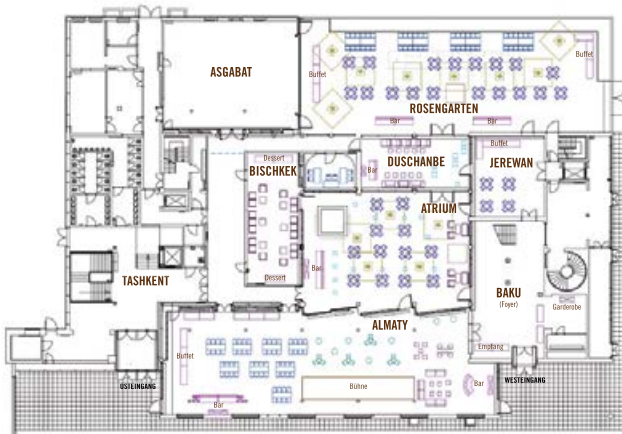 ASGABAT
Buffet
Buffet
ROSENGARTEN
Bar
Bar
Dessert
BISCHKEK
DUSCHANBE
Bar
Buffet
JEREWAN
ATRIUM
Bar
Dessert
TASHKENT
BAKU
(Foyer)
Garderobe
ALMATY
Empfang
Buffet
OSTEINGANG
WESTEINGANG
Bühne
Bar
Bar